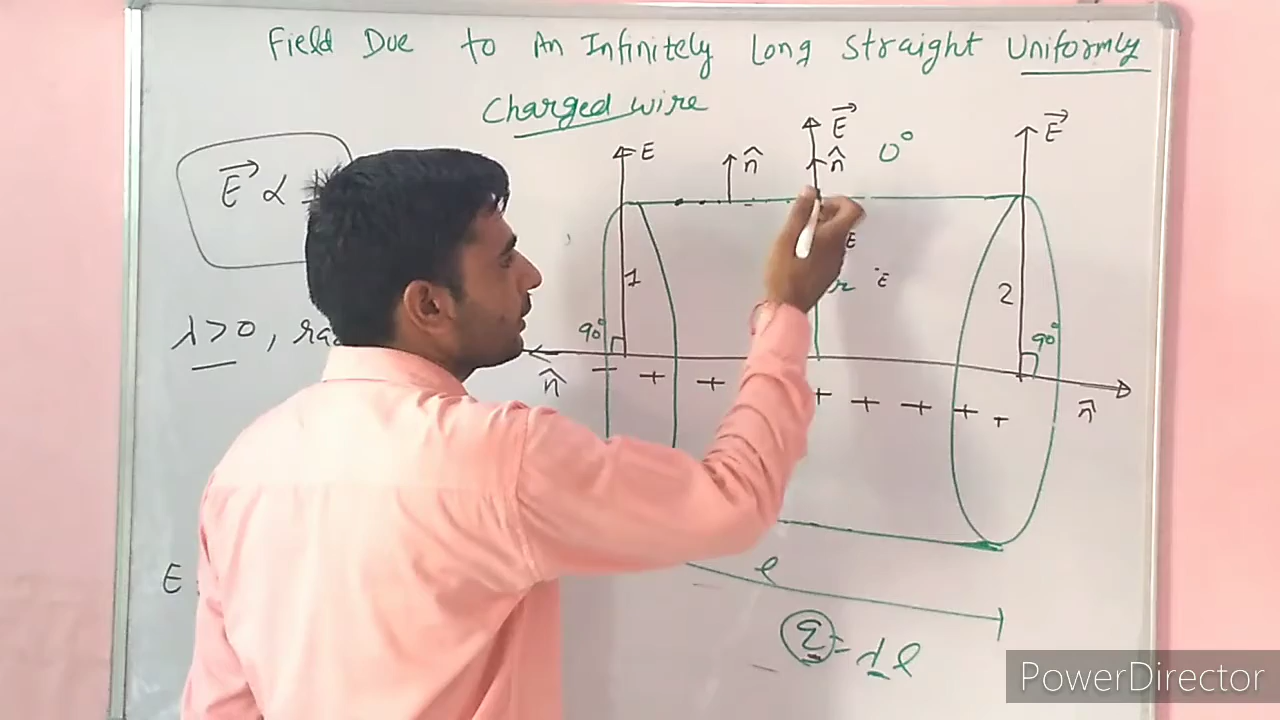 Field Due to An Infinitely Long Straight Uniformly
Charged wire
E⃗ ∝
λ>0,
E
E
n̂
E⃗
n̂
0°
E⃗
1
r
E
E
2
90°
90°
n̂
n̂
+ + + + + + +
l
= λl
PowerDirector